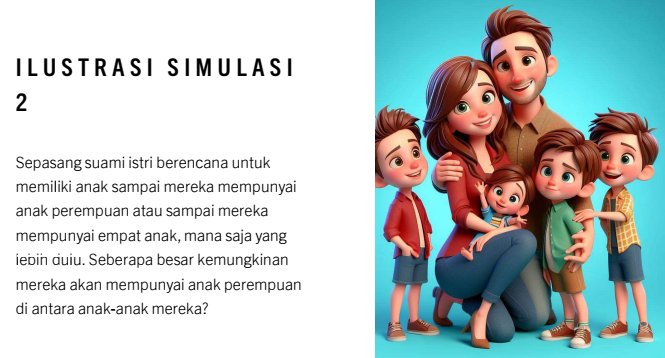 ILUSTRASI SIMULASI
2
Sepasang suami istri berencana untuk
memiliki anak sampai mereka mempunyai
anak perempuan atau sampai mereka
mempunyai empat anak, mana saja yang
lebih dulu. Seberapa besar kemungkinan
mereka akan mempunyai anak perempuan
di antara anak-anak mereka?